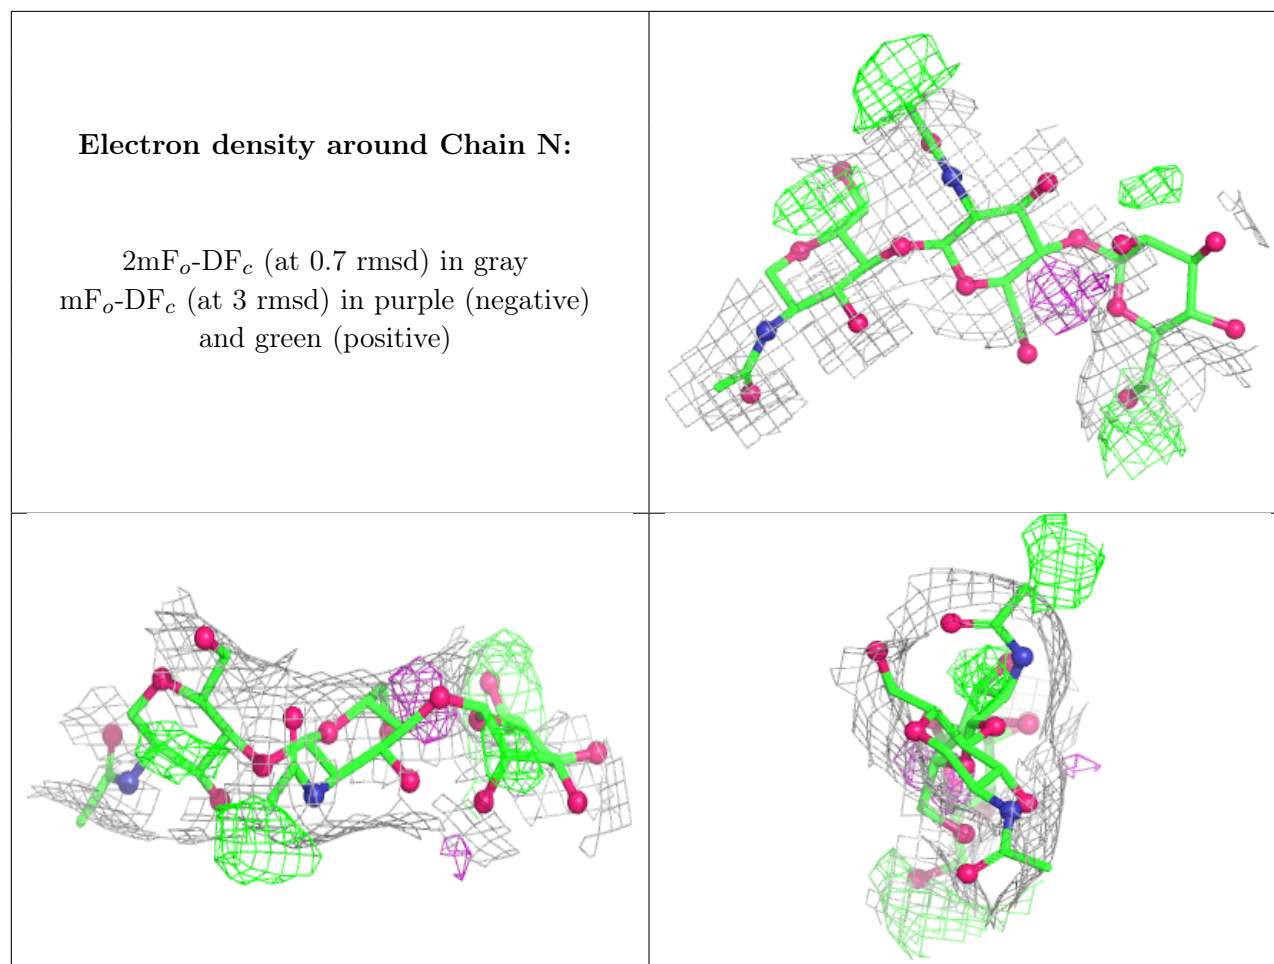 Electron density around Chain N:
2mFo-DFc (at 0.7 rmsd) in gray
mFo-DFc (at 3 rmsd) in purple (negative)
and green (positive)